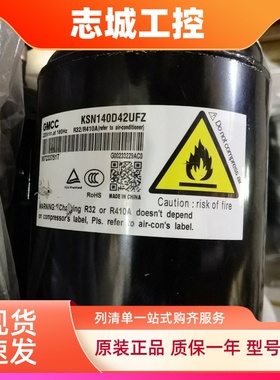 志城工控
GMCC
KSN140D42UFZ
R32/R410A(refer to air-conditioner)
G00233225AC0
RoHS
MADE IN CHINA
Caution : risk of fire
WARNING: "Charging R32 or R410A doesn't depend
on compressor's label, Pls. refer to air-con's label.
现货
直发
列清单一站式购齐服务
原装正品 质保一年 型号